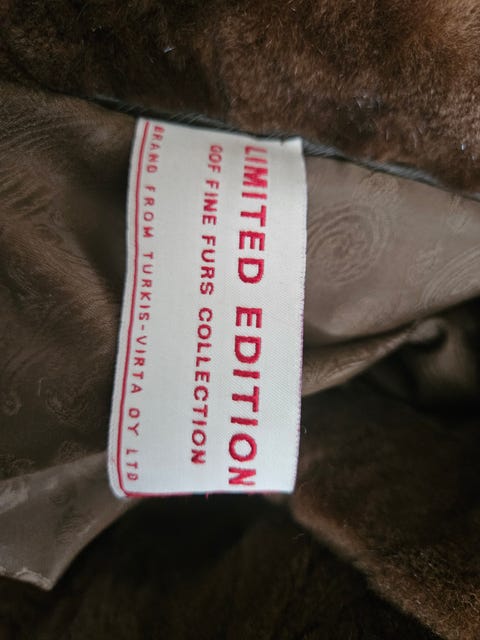 LIMITED EDITION
GOF FINE FURS COLLECTION
BRAND FROM TURKIS-VIRTA OY LTD